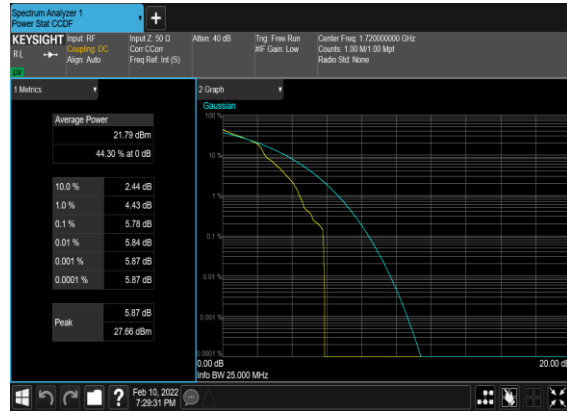 Spectrum Analyzer 1
Power Stat CCDF
+
KEYSIGHT
RL
Input: RF
Coupling: DC
Align: Auto
Input Z: 50 Ω
Corr CCorr
Freq Ref: Int (S)
Atten: 40 dB
Trig: Free Run
#IF Gain: Low
Center Freq: 1.720000000 GHz
Counts: 1.00 M/1.00 Mpt
Radio Std: None
1 Metrics
Average Power
21.79 dBm
44.30 % at 0 dB
10.0 % 2.44 dB
1.0 % 4.43 dB
0.1 % 5.78 dB
0.01 % 5.84 dB
0.001 % 5.87 dB
0.0001 % 5.87 dB
Peak
5.87 dB
27.66 dBm
2 Graph
Gaussian
100 %
10 %
1 %
0.1 %
0.01 %
0.001 %
0.0001 %
0.00 dB
20.00 dB
Info BW 25.000 MHz
?
Feb 10, 2022
7:29:31 PM